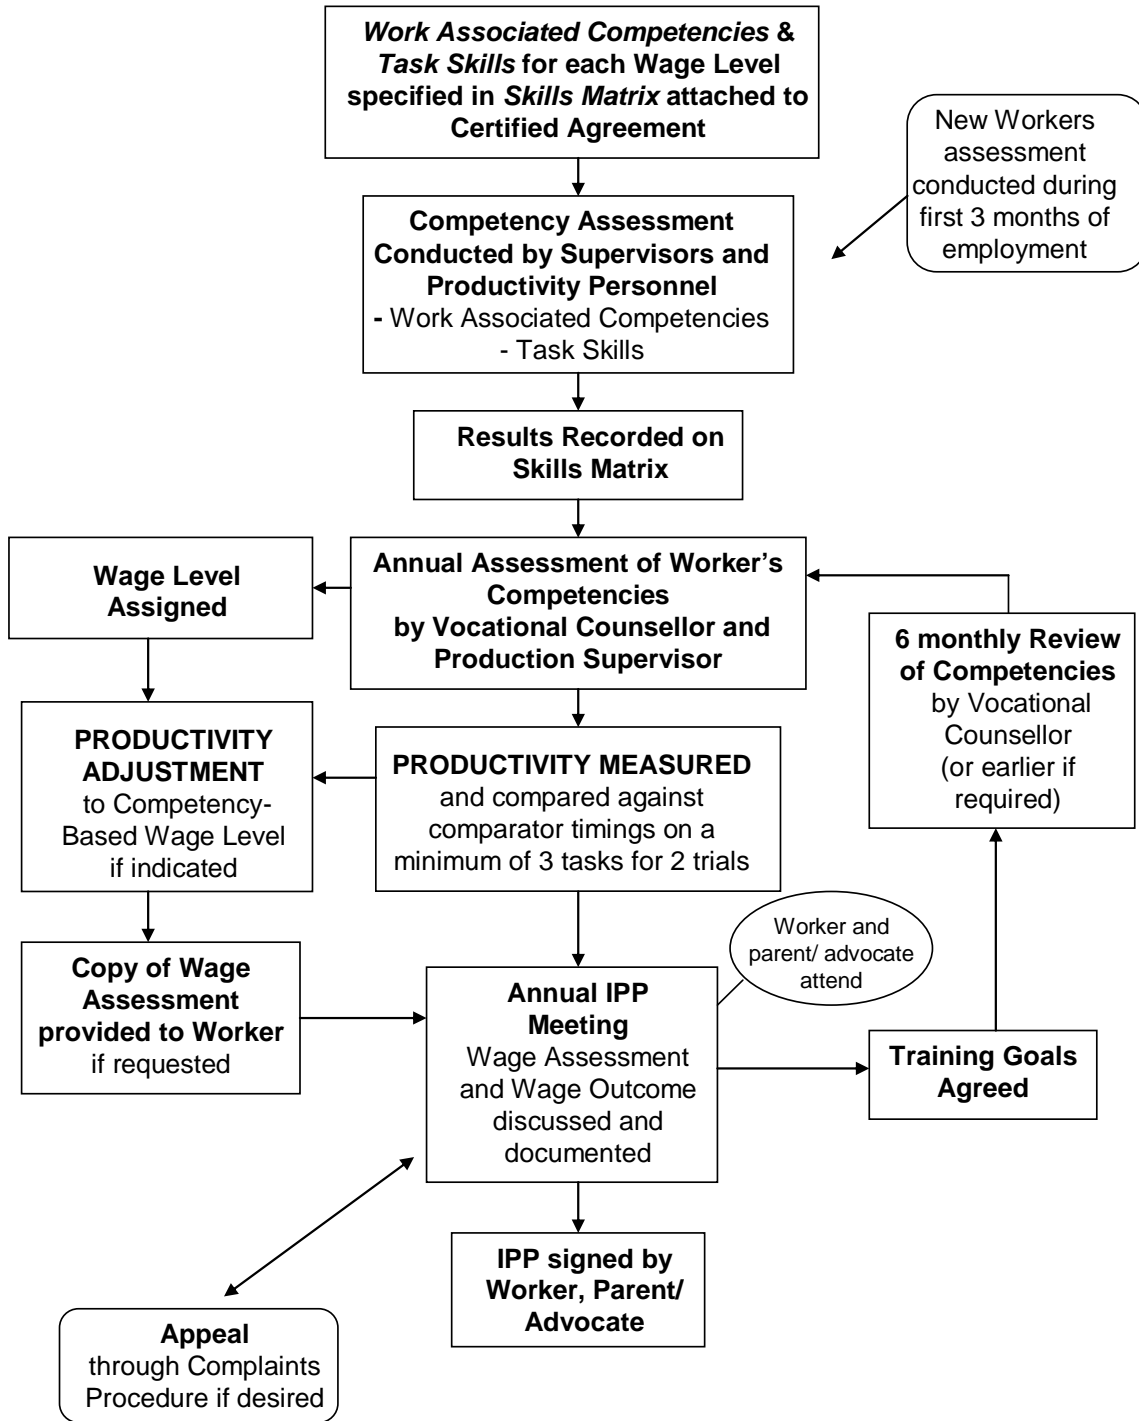 Work Associated Competencies &
Task Skills for each Wage Level
specified in Skills Matrix attached to
Certified Agreement
New Workers
assessment
conducted during
first 3 months of
employment
Competency Assessment
Conducted by Supervisors and
Productivity Personnel
- Work Associated Competencies
- Task Skills
Results Recorded on
Skills Matrix
Wage Level
Assigned
Annual Assessment of Worker’s
Competencies
by Vocational Counsellor and
Production Supervisor
6 monthly Review
of Competencies
by Vocational
Counsellor
(or earlier if
required)
PRODUCTIVITY
ADJUSTMENT
to Competency-
Based Wage Level
if indicated
PRODUCTIVITY MEASURED
and compared against
comparator timings on a
minimum of 3 tasks for 2 trials
Worker and
parent/ advocate
attend
Copy of Wage
Assessment
provided to Worker
if requested
Annual IPP
Meeting
Wage Assessment
and Wage Outcome
discussed and
documented
Training Goals
Agreed
IPP signed by
Worker, Parent/
Advocate
Appeal
through Complaints
Procedure if desired